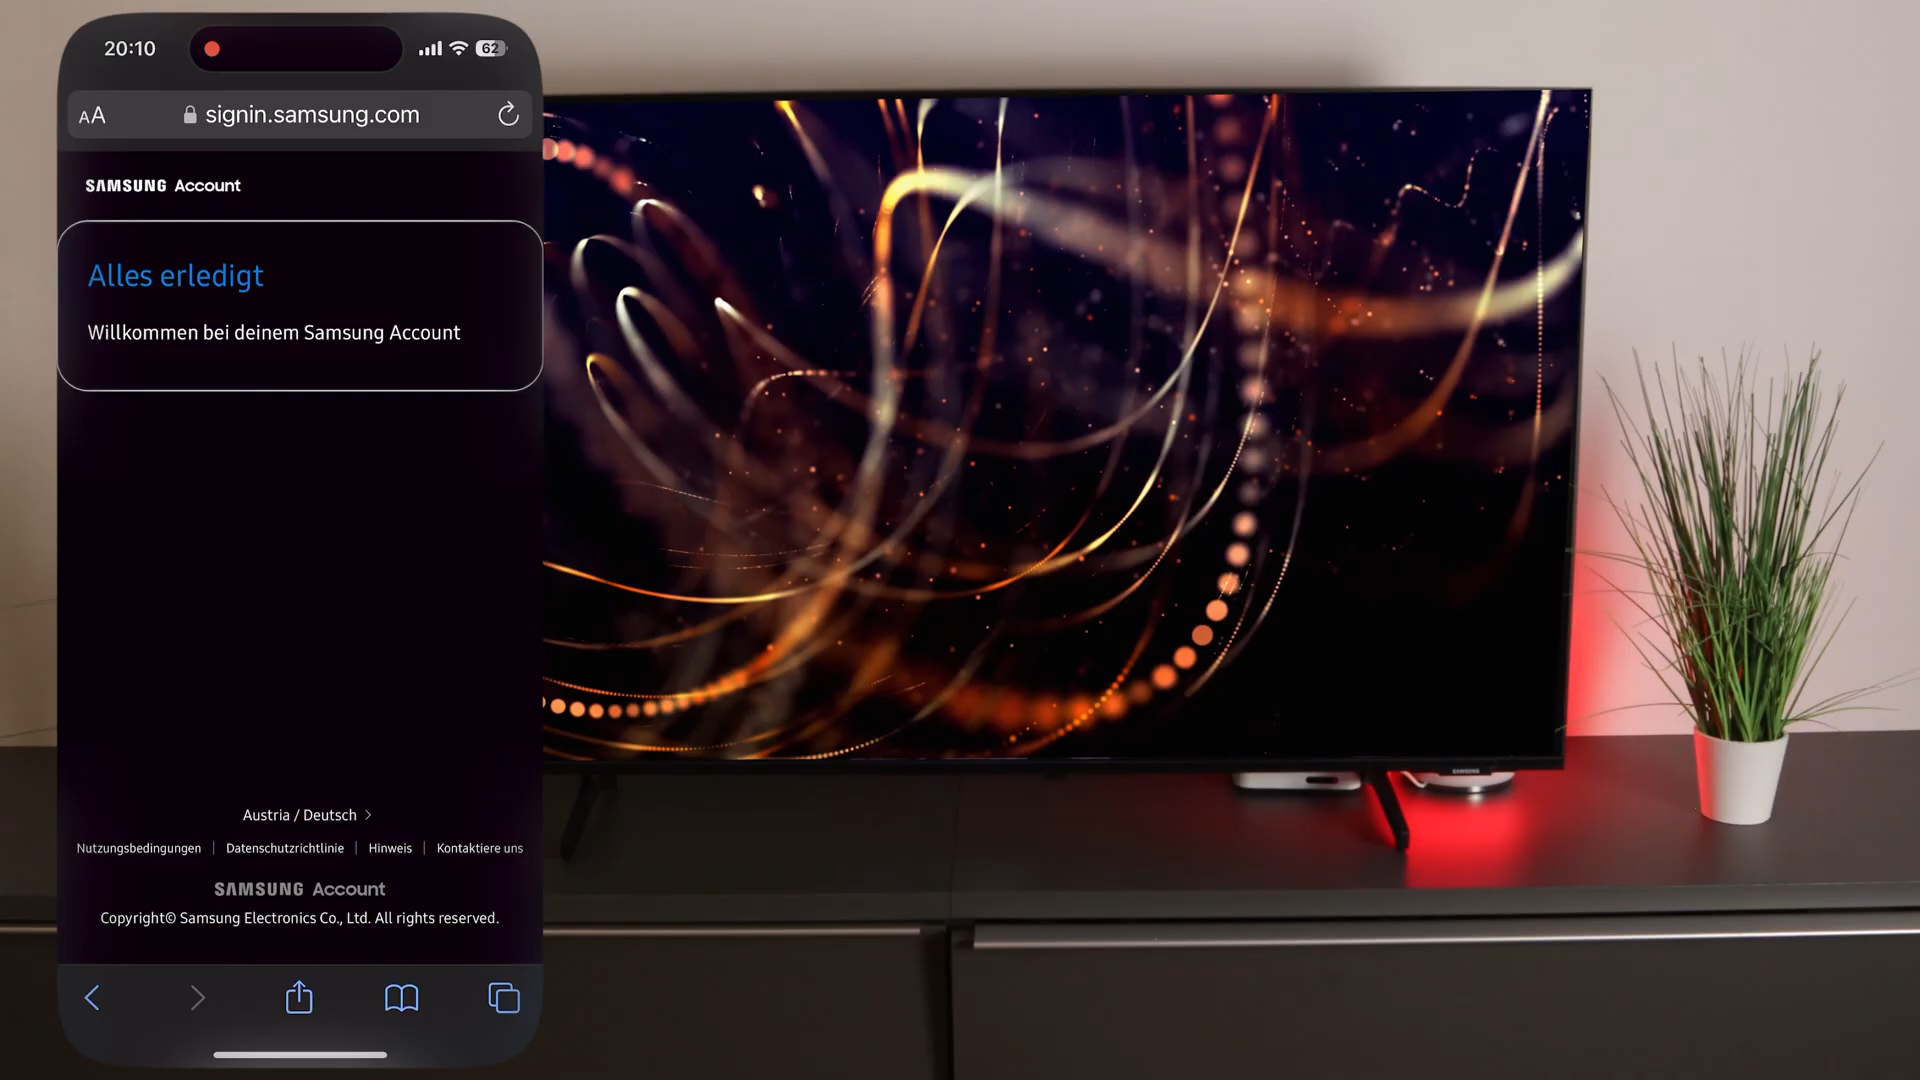 20:10
62
AA
signin.samsung.com
SAMSUNG Account
Alles erledigt
Willkommen bei deinem Samsung Account
Austria / Deutsch
Nutzungsbedingungen | Datenschutzrichtlinie | Hinweis | Kontaktiere uns
SAMSUNG Account
Copyright© Samsung Electronics Co., Ltd. All rights reserved.
SAMSUNG